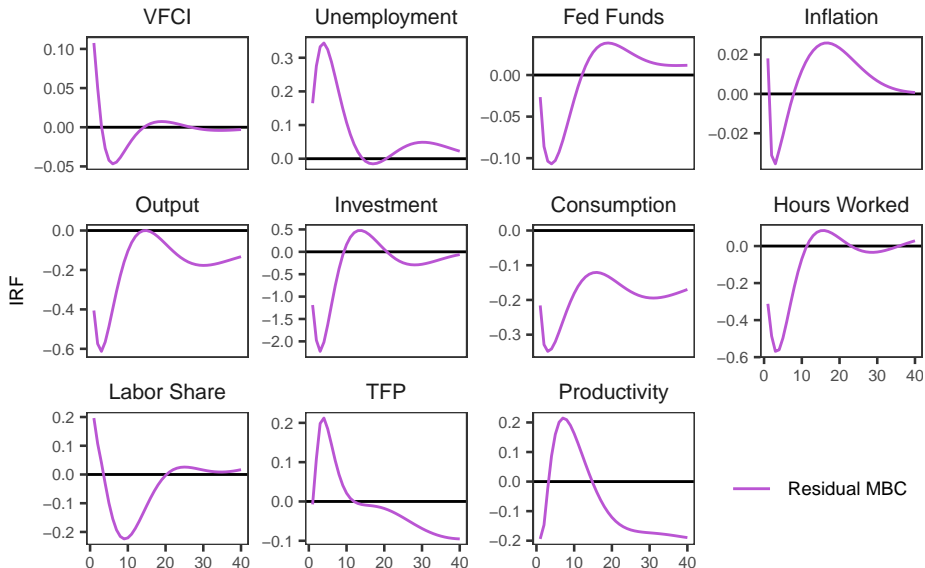 VFCI Unemployment Fed Funds Inflation
0.10 0.05 0.00 −0.05
0.3 0.2 0.1 0.0
0.00 −0.05 −0.10
0.02 0.00 −0.02
Output Investment Consumption Hours Worked
IRF
0.0 −0.2 −0.4 −0.6
0.5 0.0 −0.5 −1.0 −1.5 −2.0
0.0 −0.1 −0.2 −0.3
0.0 −0.2 −0.4 −0.6
0 10 20 30 40
Labor Share TFP Productivity
0.2 0.1 0.0 −0.1 −0.2
0.2 0.1 0.0 −0.1
0.2 0.1 0.0 −0.1 −0.2
Residual MBC
0 10 20 30 40 0 10 20 30 40 0 10 20 30 40